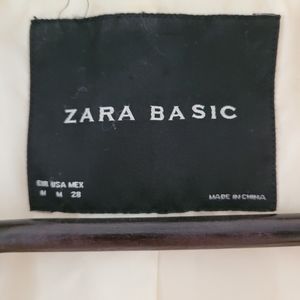 ZARA BASIC
EUR USA MEX
M M 28
MADE IN CHINA